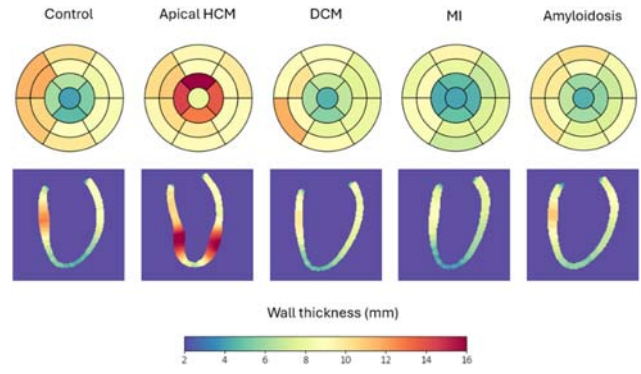 Control Apical HCM DCM MI Amyloidosis
Wall thickness (mm)
2 4 6 8 10 12 14 16